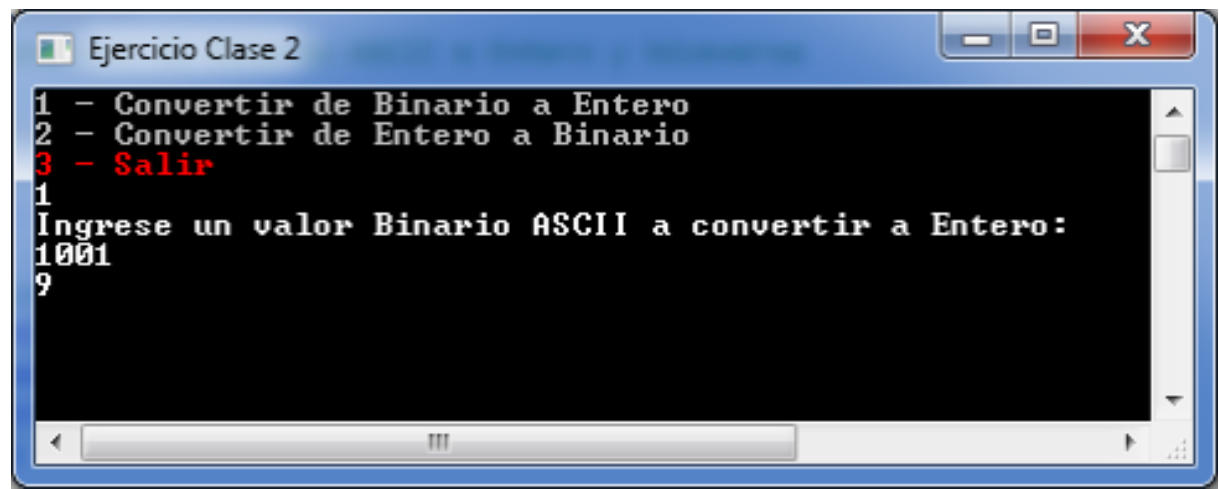 Ejercicio Clase 2
1 - Convertir de Binario a Entero
2 - Convertir de Entero a Binario
3 - Salir
1
Ingrese un valor Binario ASCII a convertir a Entero:
1001
9